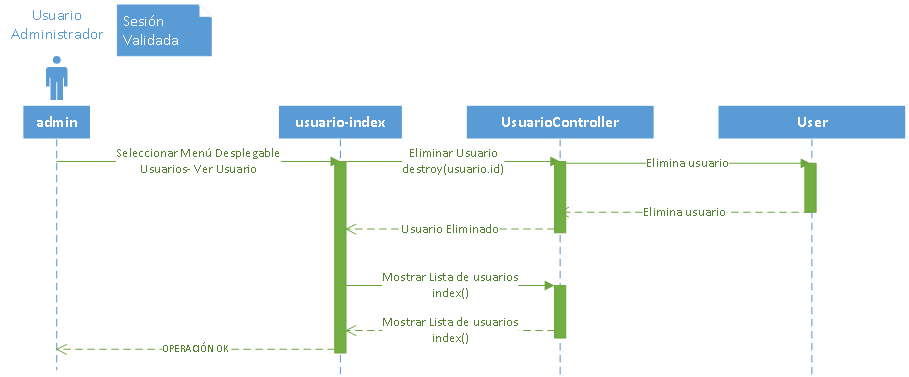 Usuario
Administrador
Sesión
Validada
admin
usuario-index
UsuarioController
User
Seleccionar Menú Desplegable
Usuarios- Ver Usuario
Eliminar Usuario
destroy(usuario.id)
Elimina usuario
Elimina usuario
Usuario Eliminado
Mostrar Lista de usuarios
index()
Mostrar Lista de usuarios
index()
OPERACIÓN OK